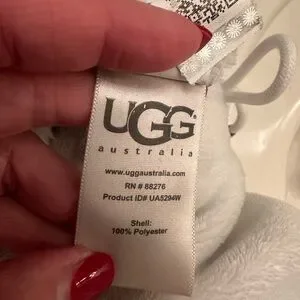 UGG
australia
www.uggaustralia.com
RN # 88276
Product ID# UA5294W
Shell:
100% Polyester